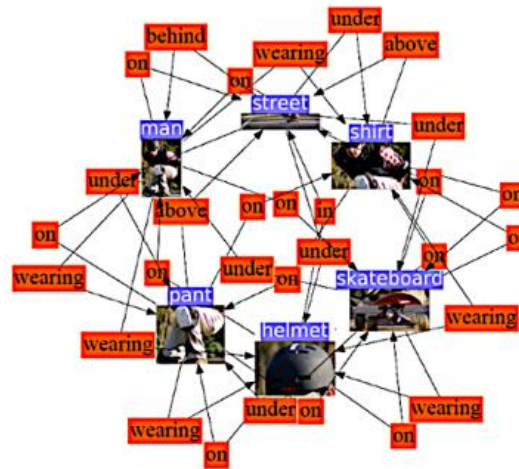 under
behind
wearing
above
on
on
street
man
shirt
under
under
on
above
on
on
in
on
on
on
under
on
wearing
on
under
on
skateboard
pant
helmet
wearing
wearing
under
on
wearing
wearing
on
on